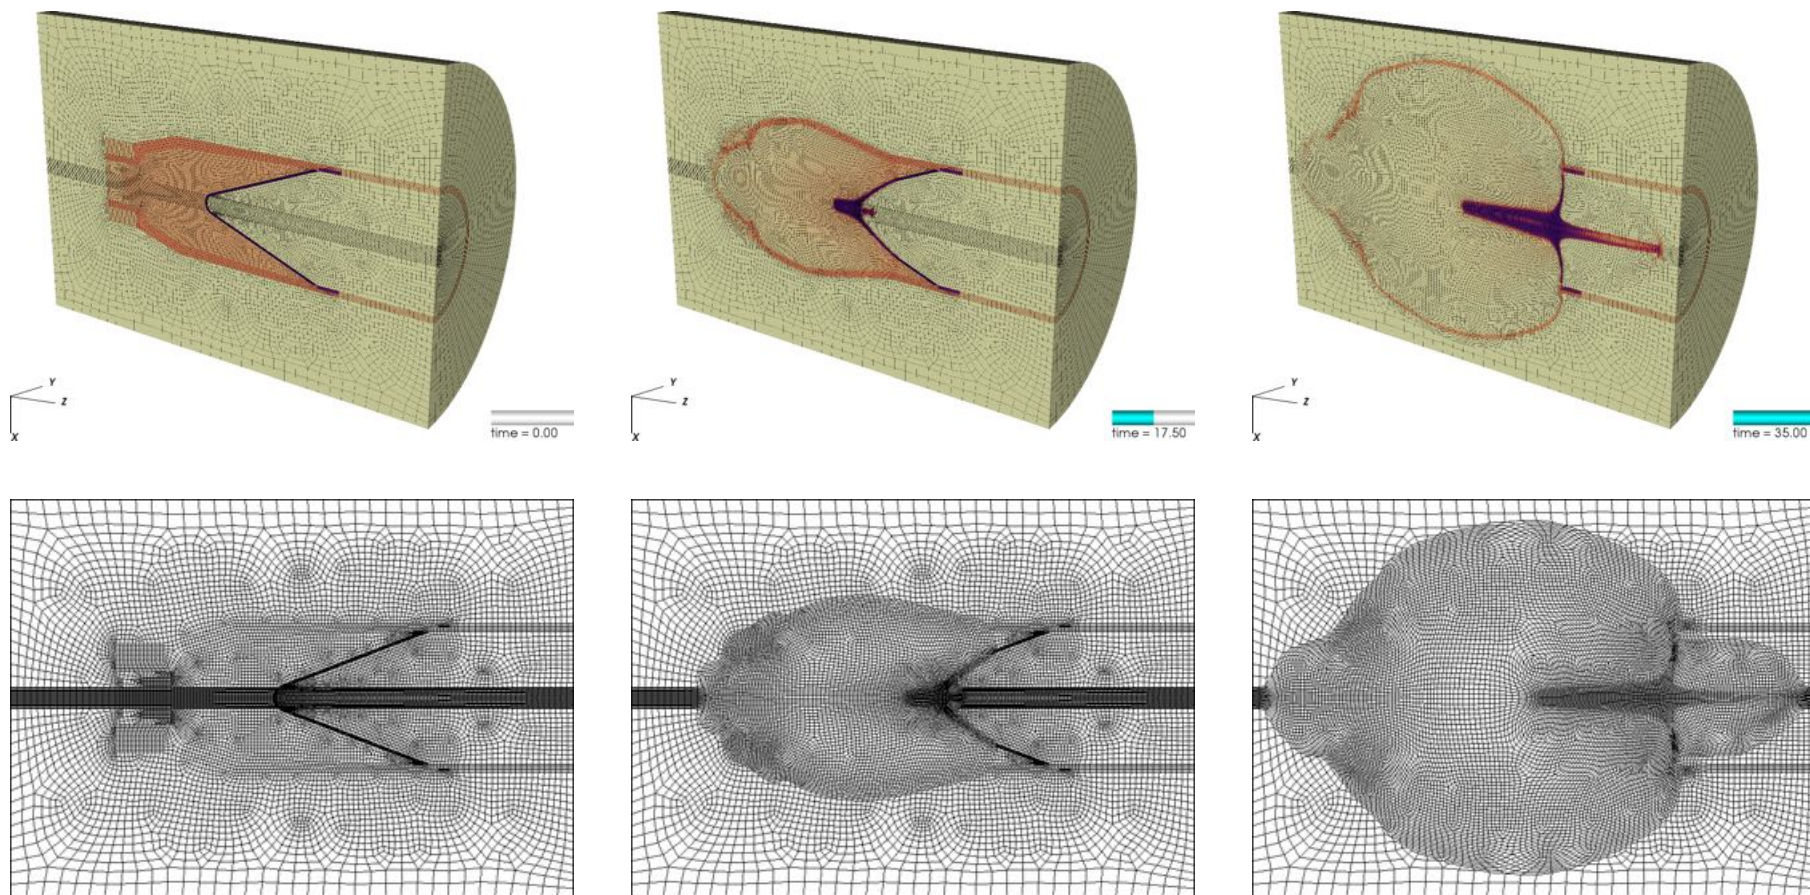 Y
Z
X
time = 0.00
Y
Z
X
time = 17.50
Y
Z
X
time = 35.00